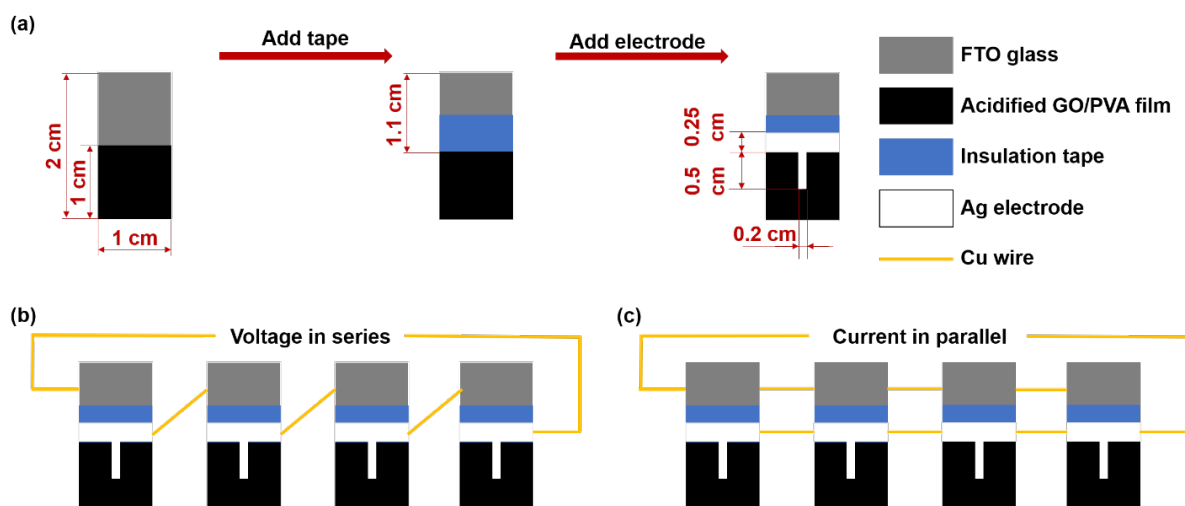 (a)
Add tape
Add electrode
2 cm
1 cm
1 cm
1.1 cm
0.25
cm
0.5
cm
0.2 cm
FTO glass
Acidified GO/PVA film
Insulation tape
Ag electrode
Cu wire
(b)
Voltage in series
(c)
Current in parallel